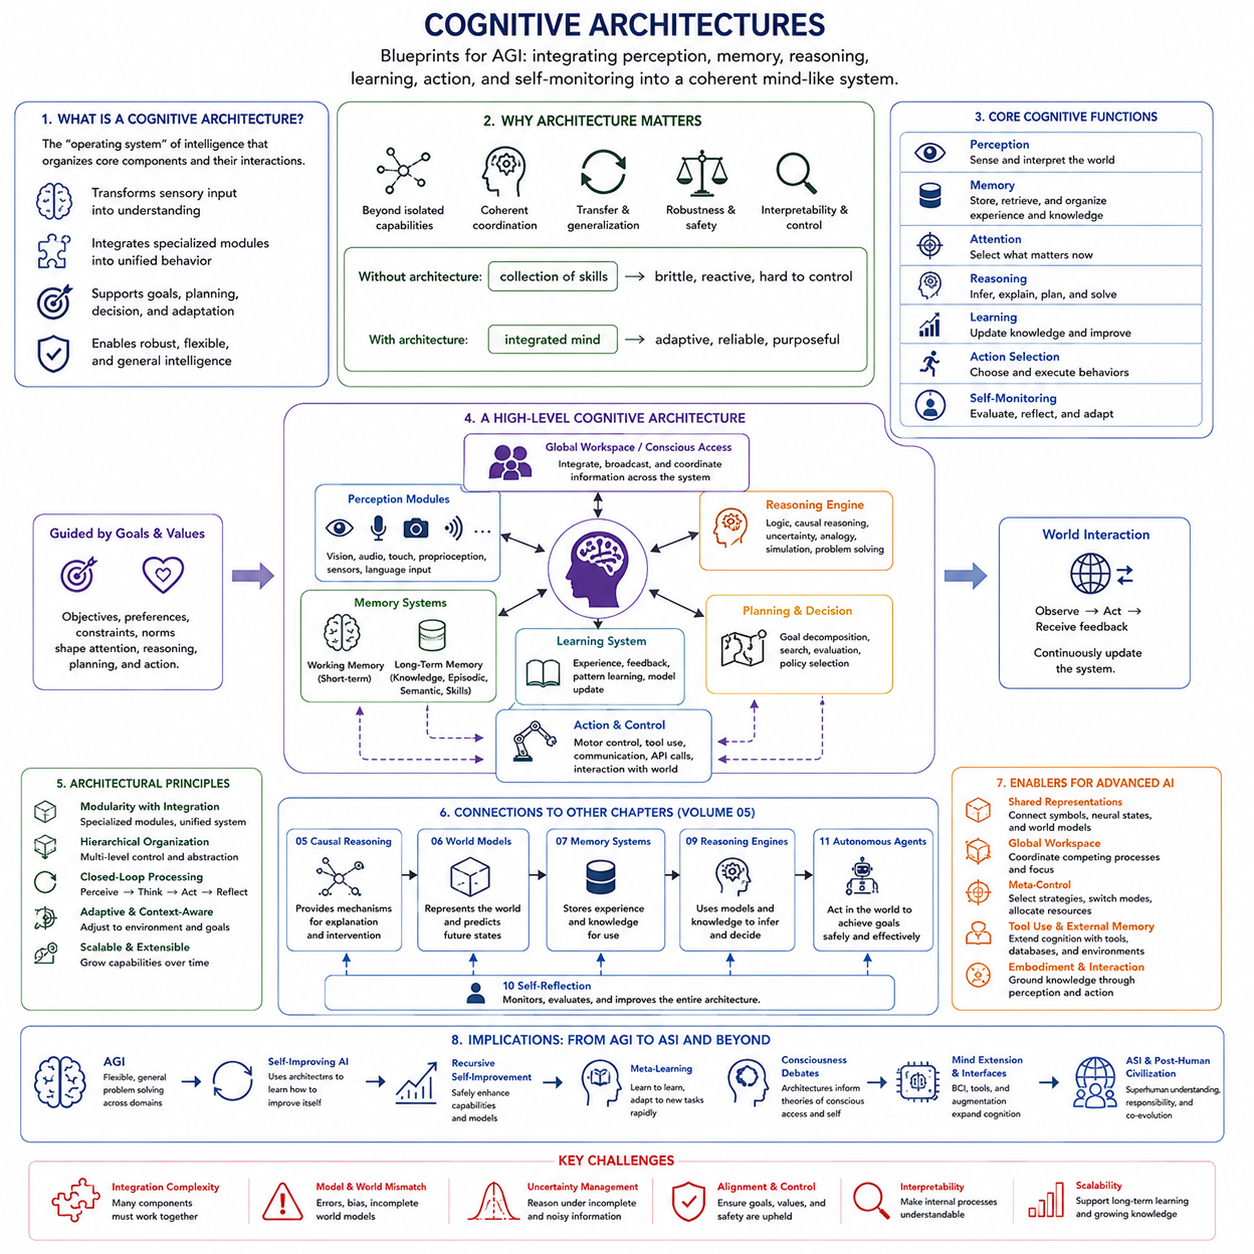 COGNITIVE ARCHITECTURES
Blueprints for AGI: integrating perception, memory, reasoning,
learning, action, and self-monitoring into a coherent mind-like system.
1. WHAT IS A COGNITIVE ARCHITECTURE?
The “operating system” of intelligence that
organizes core components and their interactions.
Transforms sensory input
into understanding
Integrates specialized modules
into unified behavior
Supports goals, planning,
decision, and adaptation
Enables robust, flexible,
and general intelligence
2. WHY ARCHITECTURE MATTERS
Beyond isolated
capabilities
Coherent
coordination
Transfer &
generalization
Robustness &
safety
Interpretability &
control
Without architecture: collection of skills → brittle, reactive, hard to control
With architecture: integrated mind → adaptive, reliable, purposeful
3. CORE COGNITIVE FUNCTIONS
Perception
Sense and interpret the world
Memory
Store, retrieve, and organize
experience and knowledge
Attention
Select what matters now
Reasoning
Infer, explain, plan, and solve
Learning
Update knowledge and improve
Action Selection
Choose and execute behaviors
Self-Monitoring
Evaluate, reflect, and adapt
4. A HIGH-LEVEL COGNITIVE ARCHITECTURE
Global Workspace / Conscious Access
Integrate, broadcast, and coordinate
information across the system
Perception Modules
...
Vision, audio, touch, proprioception,
sensors, language input
Reasoning Engine
Logic, causal reasoning,
uncertainty, analogy,
simulation, problem solving
Guided by Goals & Values
Objectives, preferences,
constraints, norms
shape attention, reasoning,
planning, and action.
Memory Systems
Working Memory
(Short-term)
Long-Term Memory
(Knowledge, Episodic,
Semantic, Skills)
Learning System
Experience, feedback,
pattern learning, model
update
Planning & Decision
Goal decomposition,
search, evaluation,
policy selection
Action & Control
Motor control, tool use,
communication, API calls,
interaction with world
World Interaction
Observe → Act →
Receive feedback
Continuously update
the system.
5. ARCHITECTURAL PRINCIPLES
Modularity with Integration
Specialized modules, unified system
Hierarchical Organization
Multi-level control and abstraction
Closed-Loop Processing
Perceive → Think → Act → Reflect
Adaptive & Context-Aware
Adjust to environment and goals
Scalable & Extensible
Grow capabilities over time
6. CONNECTIONS TO OTHER CHAPTERS (VOLUME 05)
05 Causal Reasoning
Provides mechanisms
for explanation
and intervention
06 World Models
Represents the world
and predicts
future states
07 Memory Systems
Stores experience
and knowledge
for use
09 Reasoning Engines
Uses models and
knowledge to infer
and decide
11 Autonomous Agents
Act in the world to
achieve goals
safely and effectively
10 Self-Reflection
Monitors, evaluates, and improves the entire architecture.
7. ENABLERS FOR ADVANCED AI
Shared Representations
Connect symbols, neural states,
and world models
Global Workspace
Coordinate competing processes
and focus
Meta-Control
Select strategies, switch modes,
allocate resources
Tool Use & External Memory
Extend cognition with tools,
databases, and environments
Embodiment & Interaction
Ground knowledge through
perception and action
8. IMPLICATIONS: FROM AGI TO ASI AND BEYOND
AGI
Flexible, general
problem solving
across domains
Self-Improving AI
Uses architectms to
learn how to
improve itself
Recursive
Self-Improvement
Safely enhance
capabilities
and models
Meta-Learning
Learn to learn,
adapt to new tasks
rapidly
Consciousness
Debates
Architectures inform
theories of conscious
access and self
Mind Extension
& Interfaces
BCI, tools, and
augmentation
expand cognition
ASI & Post-Human
Civilization
Superhuman understanding,
responsibility, and
co-evolution
KEY CHALLENGES
Integration Complexity
Many components
must work together
Model & World Mismatch
Errors, bias, incomplete
world models
Uncertainty Management
Reason under incomplete
and noisy information
Alignment & Control
Ensure goals, values, and
safety are upheld
Interpretability
Make internal processes
understandable
Scalability
Support long-term learning
and growing knowledge